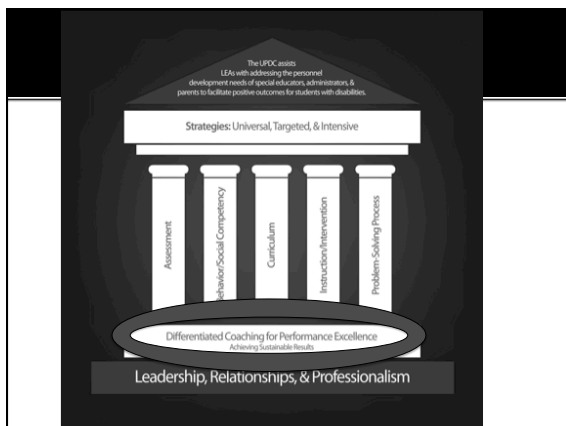 The UPDC assists
LEAs with addressing the personnel
development needs of special educators, administrators, &
parents to facilitate positive outcomes for students with disabilities.
Strategies: Universal, Targeted, & Intensive
Assessment
Behavior/Social Competency
Curriculum
Instruction/Intervention
Problem-Solving Process
Differentiated Coaching for Performance Excellence
Achieving Sustainable Results
Leadership, Relationships, & Professionalism